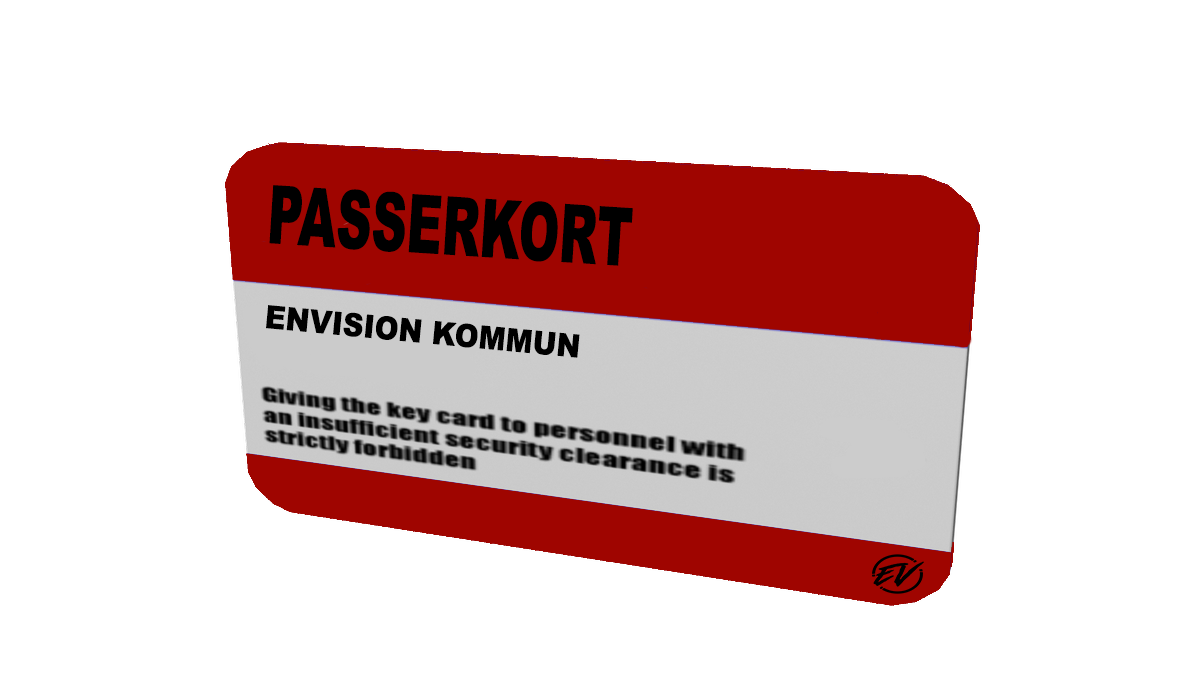 PASSERKORT
ENVISION KOMMUN
Giving the key card to personnel with
an insufficient security clearance is
strictly forbidden
EV